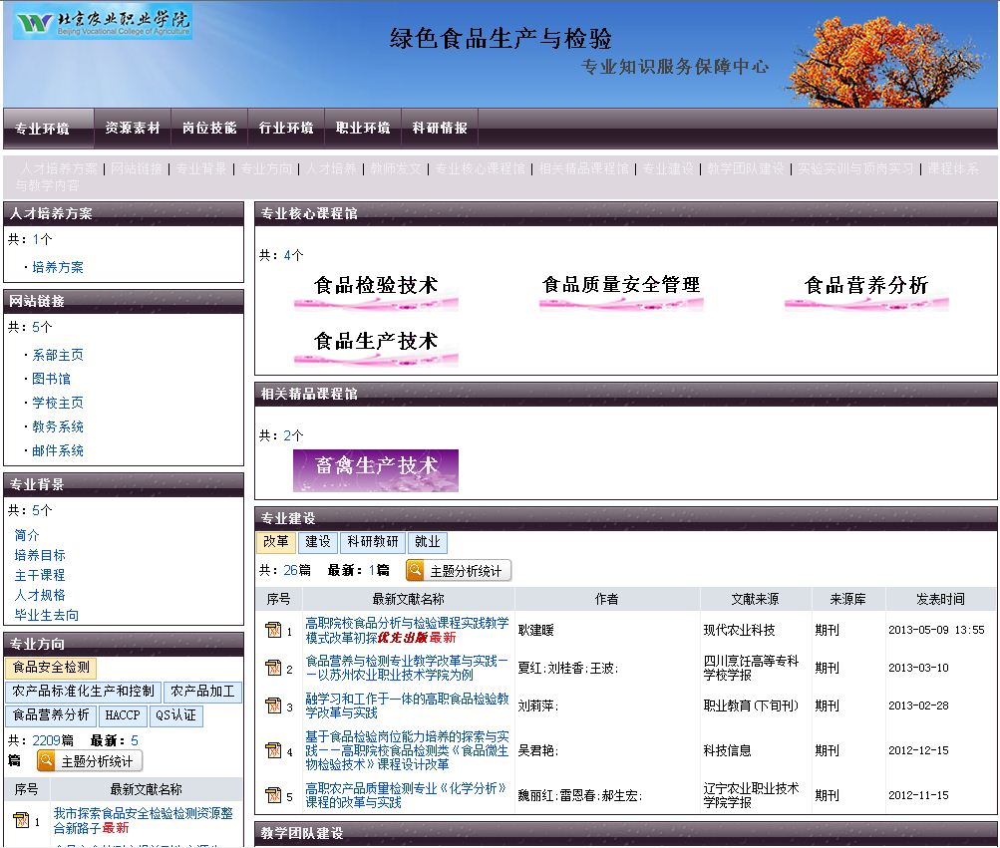 北京农业职业学院
Beijing Vocational College of Agriculture
绿色食品生产与检验
专业知识服务保障中心
专业环境 资源素材 岗位技能 行业环境 职业环境 科研情报
人才培养方案 | 网站链接 | 专业背景 | 专业方向 | 人才培养 | 教师发文 | 专业核心课程馆 | 相关精品课程馆 | 专业建设 | 教学团队建设 | 实验实训与顶岗实习 | 课程体系
与教学内容
人才培养方案
共：1个
·培养方案
网站链接
共：5个
·系部主页
·图书馆
·学校主页
·教务系统
·邮件系统
专业背景
共：5个
简介
培养目标
主干课程
人才规格
毕业生去向
专业方向
食品安全检测
农产品标准化生产和控制 农产品加工
食品营养分析 HACCP QS认证
共：2209篇 最新：5
篇 主题分析统计
序号 最新文献名称
1 我市探索食品安全检验检测资源整
合新路子最新
专业核心课程馆
共：4个
食品检验技术 食品质量安全管理 食品营养分析
食品生产技术
相关精品课程馆
共：2个
畜禽生产技术
专业建设
改革 建设 科研教研 就业
共：26篇 最新：1篇 主题分析统计
序号 最新文献名称 作者 文献来源 来源库 发表时间
1 高职院校食品分析与检验课程实践教学
模式改革初探优先出版最新 耿建暖 现代农业科技 期刊 2013-05-09 13:55
2 食品营养与检测专业教学改革与实践—
—以苏州农业职业技术学院为例 夏红;刘桂香;王波; 四川烹饪高等专科
学校学报 期刊 2013-03-10
3 融学习和工作于一体的高职食品检验教
学改革与实践 刘莉萍; 职业教育(下旬刊) 期刊 2013-02-28
4 基于食品检验岗位能力培养的探索与实
践——高职院校食品检测类《食品微生
物检验技术》课程设计改革 吴君艳; 科技信息 期刊 2012-12-15
5 高职农产品质量检测专业《化学分析》
课程的改革与实践 魏丽红;雷恩春;郝生宏; 辽宁农业职业技术
学院学报 期刊 2012-11-15
教学团队建设